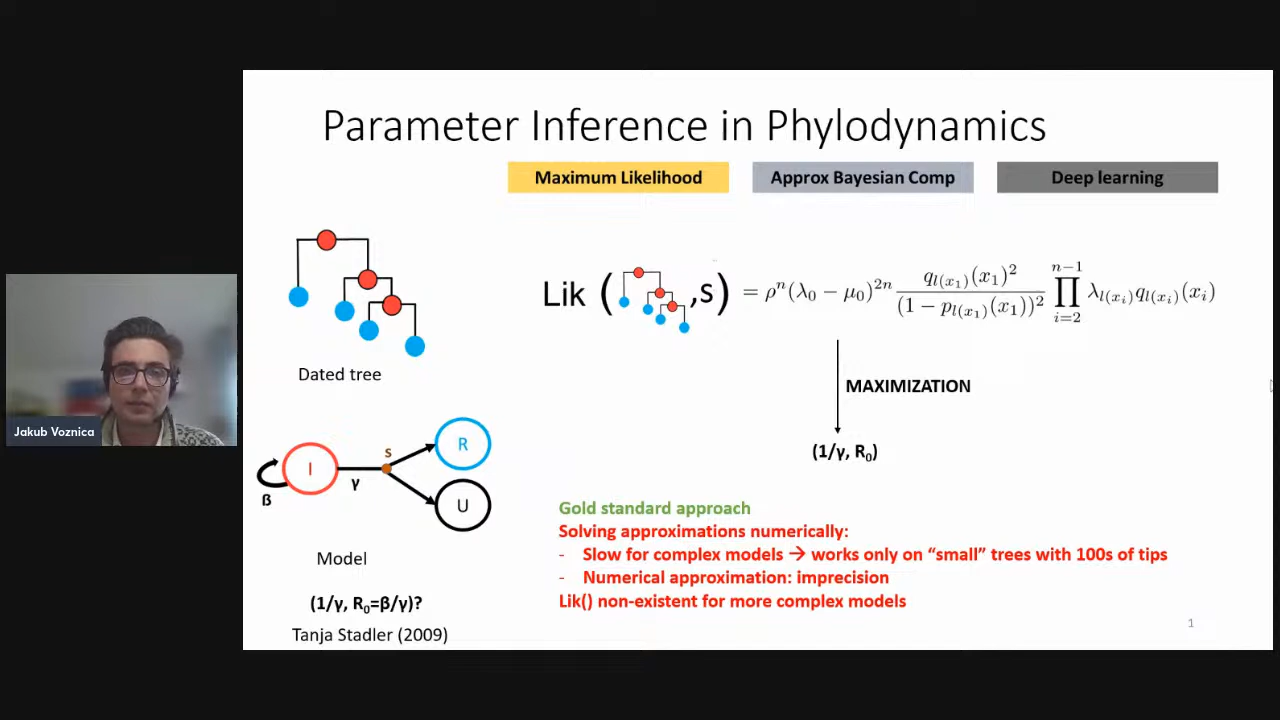 Parameter Inference in Phylodynamics
Maximum Likelihood
Approx Bayesian Comp
Deep learning
Dated tree
Lik ( ,s) = ρⁿ(λ₀ − μ₀)²ⁿ q_{l(x₁)}(x₁)² / (1 − p_{l(x₁)}(x₁))² ∏_{i=2}^{n−1} λ_{l(x_i)} q_{l(x_i)}(x_i)
MAXIMIZATION
(1/γ, R₀)
I
ß
γ
s
R
U
Model
(1/γ, R₀=β/γ)?
Tanja Stadler (2009)
Gold standard approach
Solving approximations numerically:
- Slow for complex models → works only on “small” trees with 100s of tips
- Numerical approximation: imprecision
Lik() non-existent for more complex models
1
Jakub Voznica